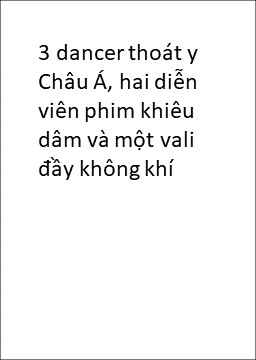 3 dancer thoát y
Châu Á, hai diễn
viên phim khiêu
dâm và một vali
đầy không khí